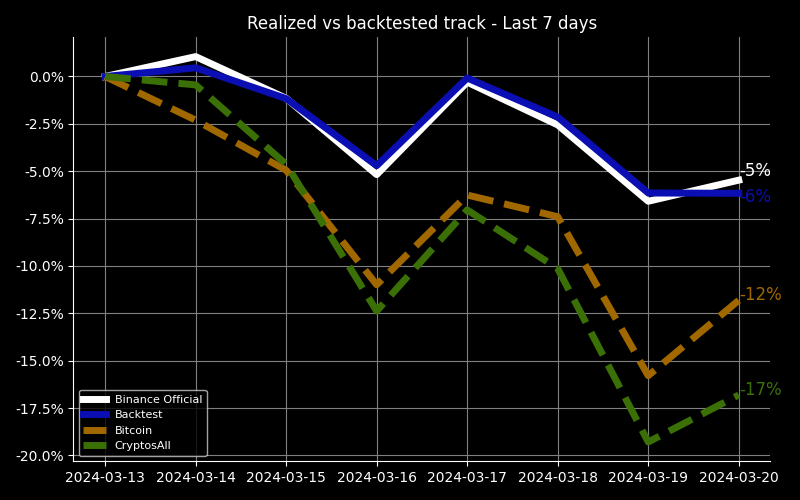 Realized vs backtested track - Last 7 days
0.0%
-2.5%
-5.0%
-7.5%
-10.0%
-12.5%
-15.0%
-17.5%
-20.0%
-5%
-6%
-12%
-17%
Binance Official
Backtest
Bitcoin
CryptosAll
2024-03-13 2024-03-14 2024-03-15 2024-03-16 2024-03-17 2024-03-18 2024-03-19 2024-03-20